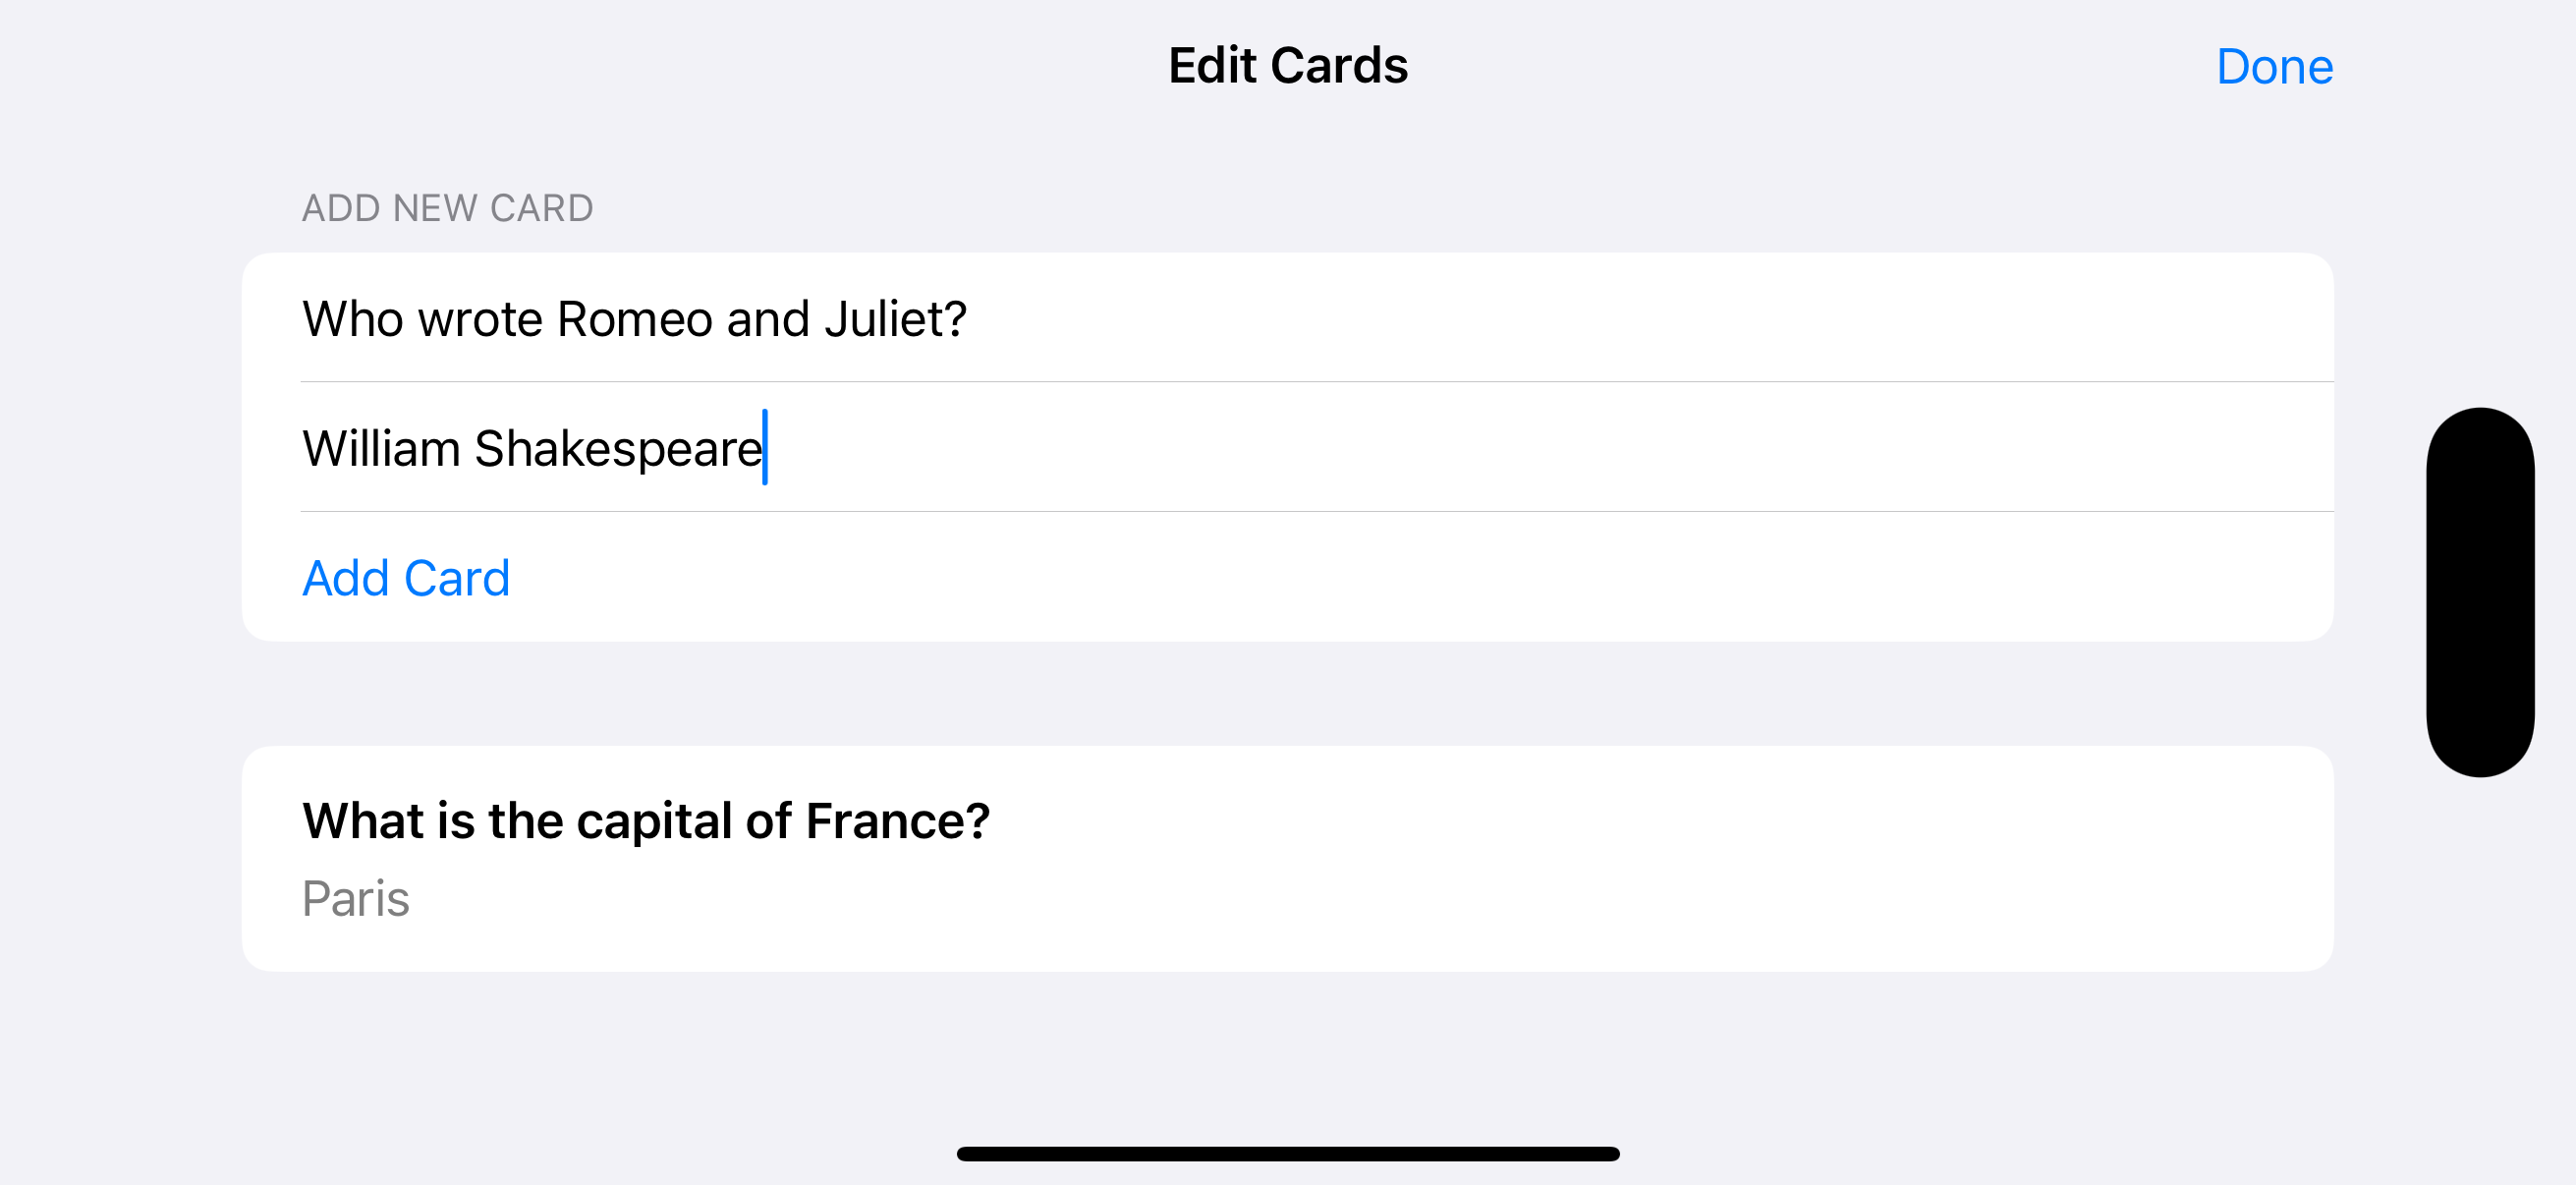 Edit Cards
Done
ADD NEW CARD
Who wrote Romeo and Juliet?
William Shakespeare
Add Card
What is the capital of France?
Paris